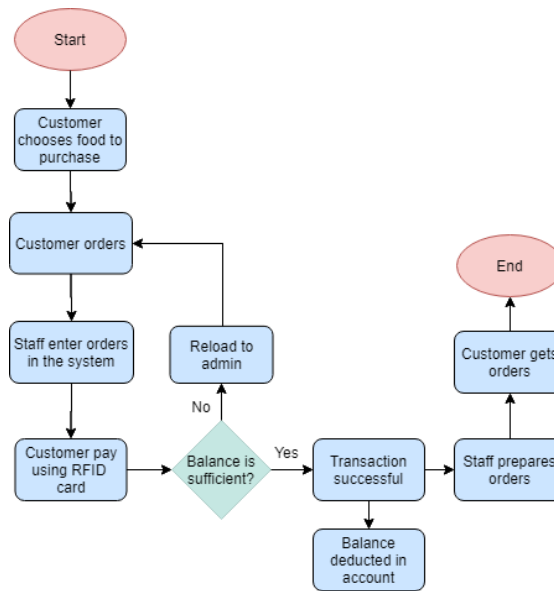 Start
Customer
chooses food to
purchase
Customer orders
Staff enter orders
in the system
Customer pay
using RFID
card
Balance is
sufficient?
No
Reload to
admin
Yes
Transaction
successful
Balance
deducted in
account
Staff prepares
orders
Customer gets
orders
End